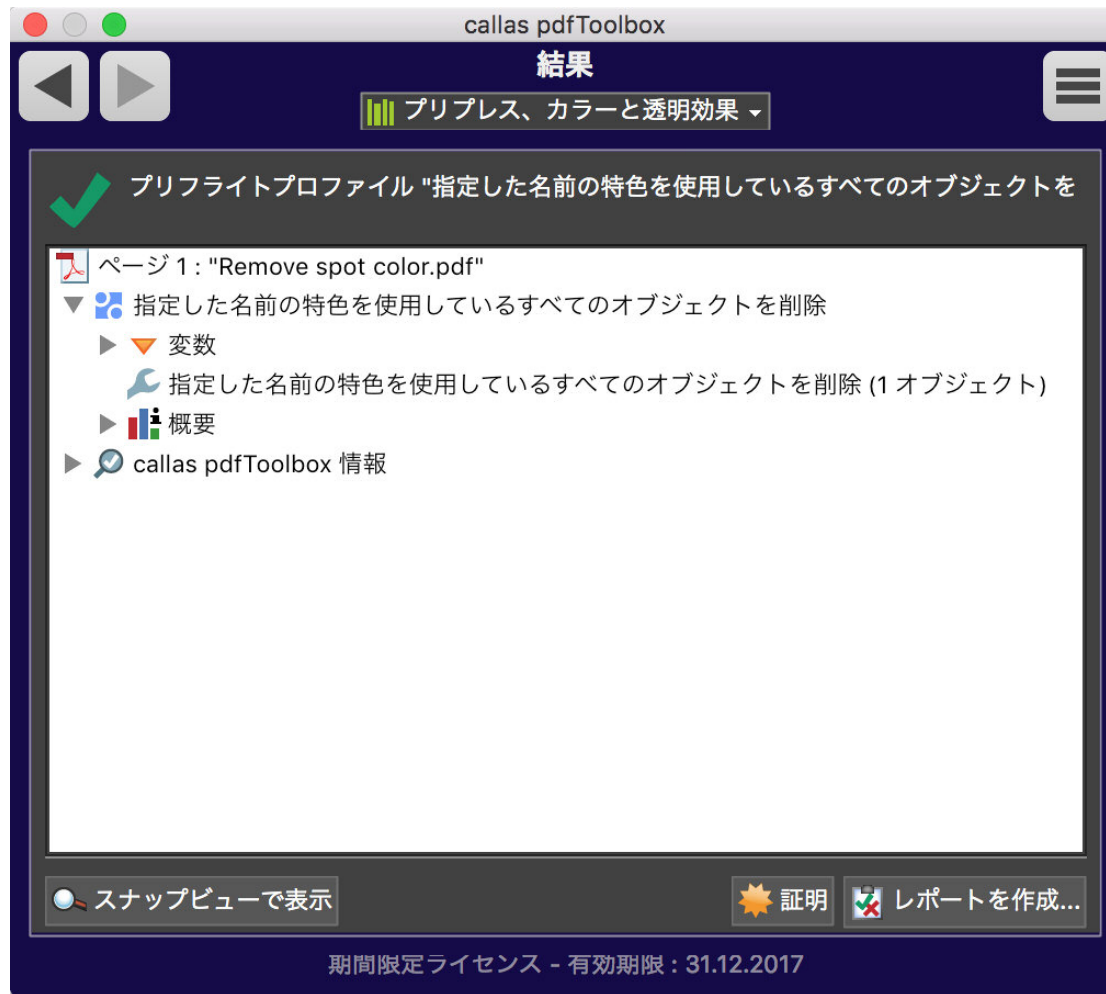 callas pdfToolbox
結果
プリプレス、カラーと透明効果
プリフライトプロファイル "指定した名前の特色を使用しているすべてのオブジェクトを
ページ 1 : "Remove spot color.pdf"
指定した名前の特色を使用しているすべてのオブジェクトを削除
変数
指定した名前の特色を使用しているすべてのオブジェクトを削除 (1 オブジェクト)
概要
callas pdfToolbox 情報
スナップビューで表示
証明
レポートを作成...
期間限定ライセンス - 有効期限 : 31.12.2017